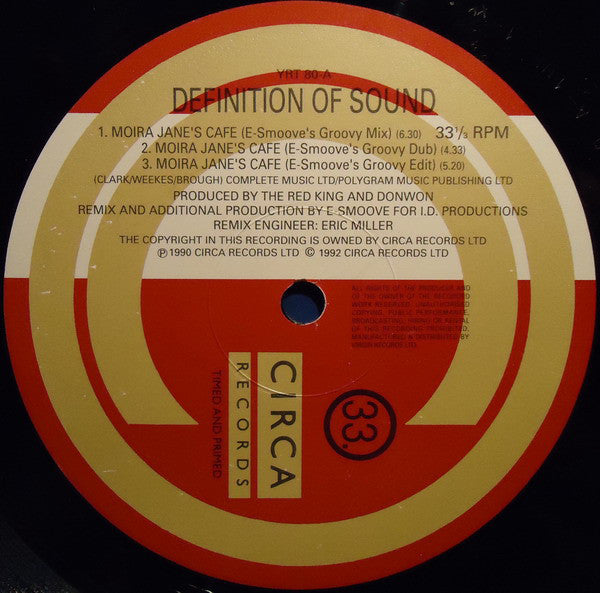 YRT 80-A
DEFINITION OF SOUND
1. MOIRA JANE'S CAFE (E-Smoove's Groovy Mix) (6.30) 33⅓ RPM
2. MOIRA JANE'S CAFE (E-Smoove's Groovy Dub) (4.33)
3. MOIRA JANE'S CAFE (E-Smoove's Groovy Edit) (5.20)
(CLARK/WEEKES/BROUGH) COMPLETE MUSIC LTD/POLYGRAM MUSIC PUBLISHING LTD
PRODUCED BY THE RED KING AND DONWON
REMIX AND ADDITIONAL PRODUCTION BY E SMOOVE FOR I.D. PRODUCTIONS
REMIX ENGINEER: ERIC MILLER
THE COPYRIGHT IN THIS RECORDING IS OWNED BY CIRCA RECORDS LTD
℗ 1990 CIRCA RECORDS LTD © 1992 CIRCA RECORDS LTD
ALL RIGHTS OF THE PRODUCER AND
OF THE OWNER OF THE RECORDED
WORK RESERVED. UNAUTHORISED
COPYING, PUBLIC PERFORMANCE,
BROADCASTING, HIRING OR RENTAL
OF THIS RECORDING PROHIBITED.
MANUFACTURED & DISTRIBUTED BY
VIRGIN RECORDS LTD.
33.
CIRCA
RECORDS
TIMED AND PRIMED